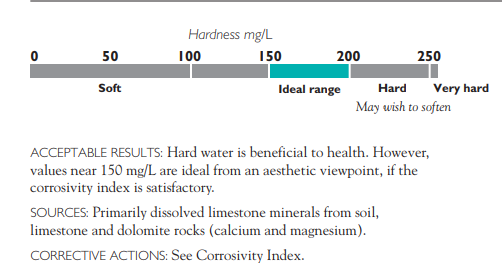 Hardness mg/L
0 50 100 150 200 250
Soft Ideal range Hard Very hard
May wish to soften
ACCEPTABLE RESULTS: Hard water is beneficial to health. However,
values near 150 mg/L are ideal from an aesthetic viewpoint, if the
corrosivity index is satisfactory.
SOURCES: Primarily dissolved limestone minerals from soil,
limestone and dolomite rocks (calcium and magnesium).
CORRECTIVE ACTIONS: See Corrosivity Index.